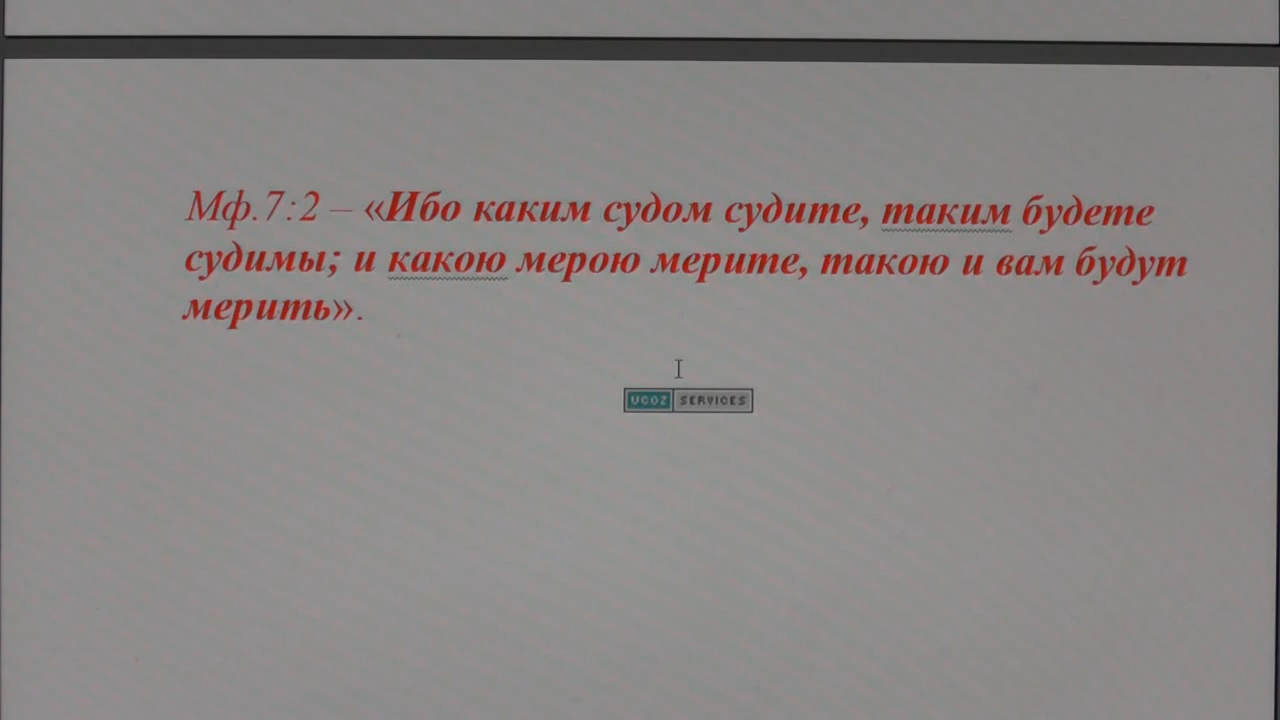 Мф.7:2 – «Ибо каким судом судите, таким будете
судимы; и какою мерою мерите, такою и вам будут
мерить».
UCOZ SERVICES